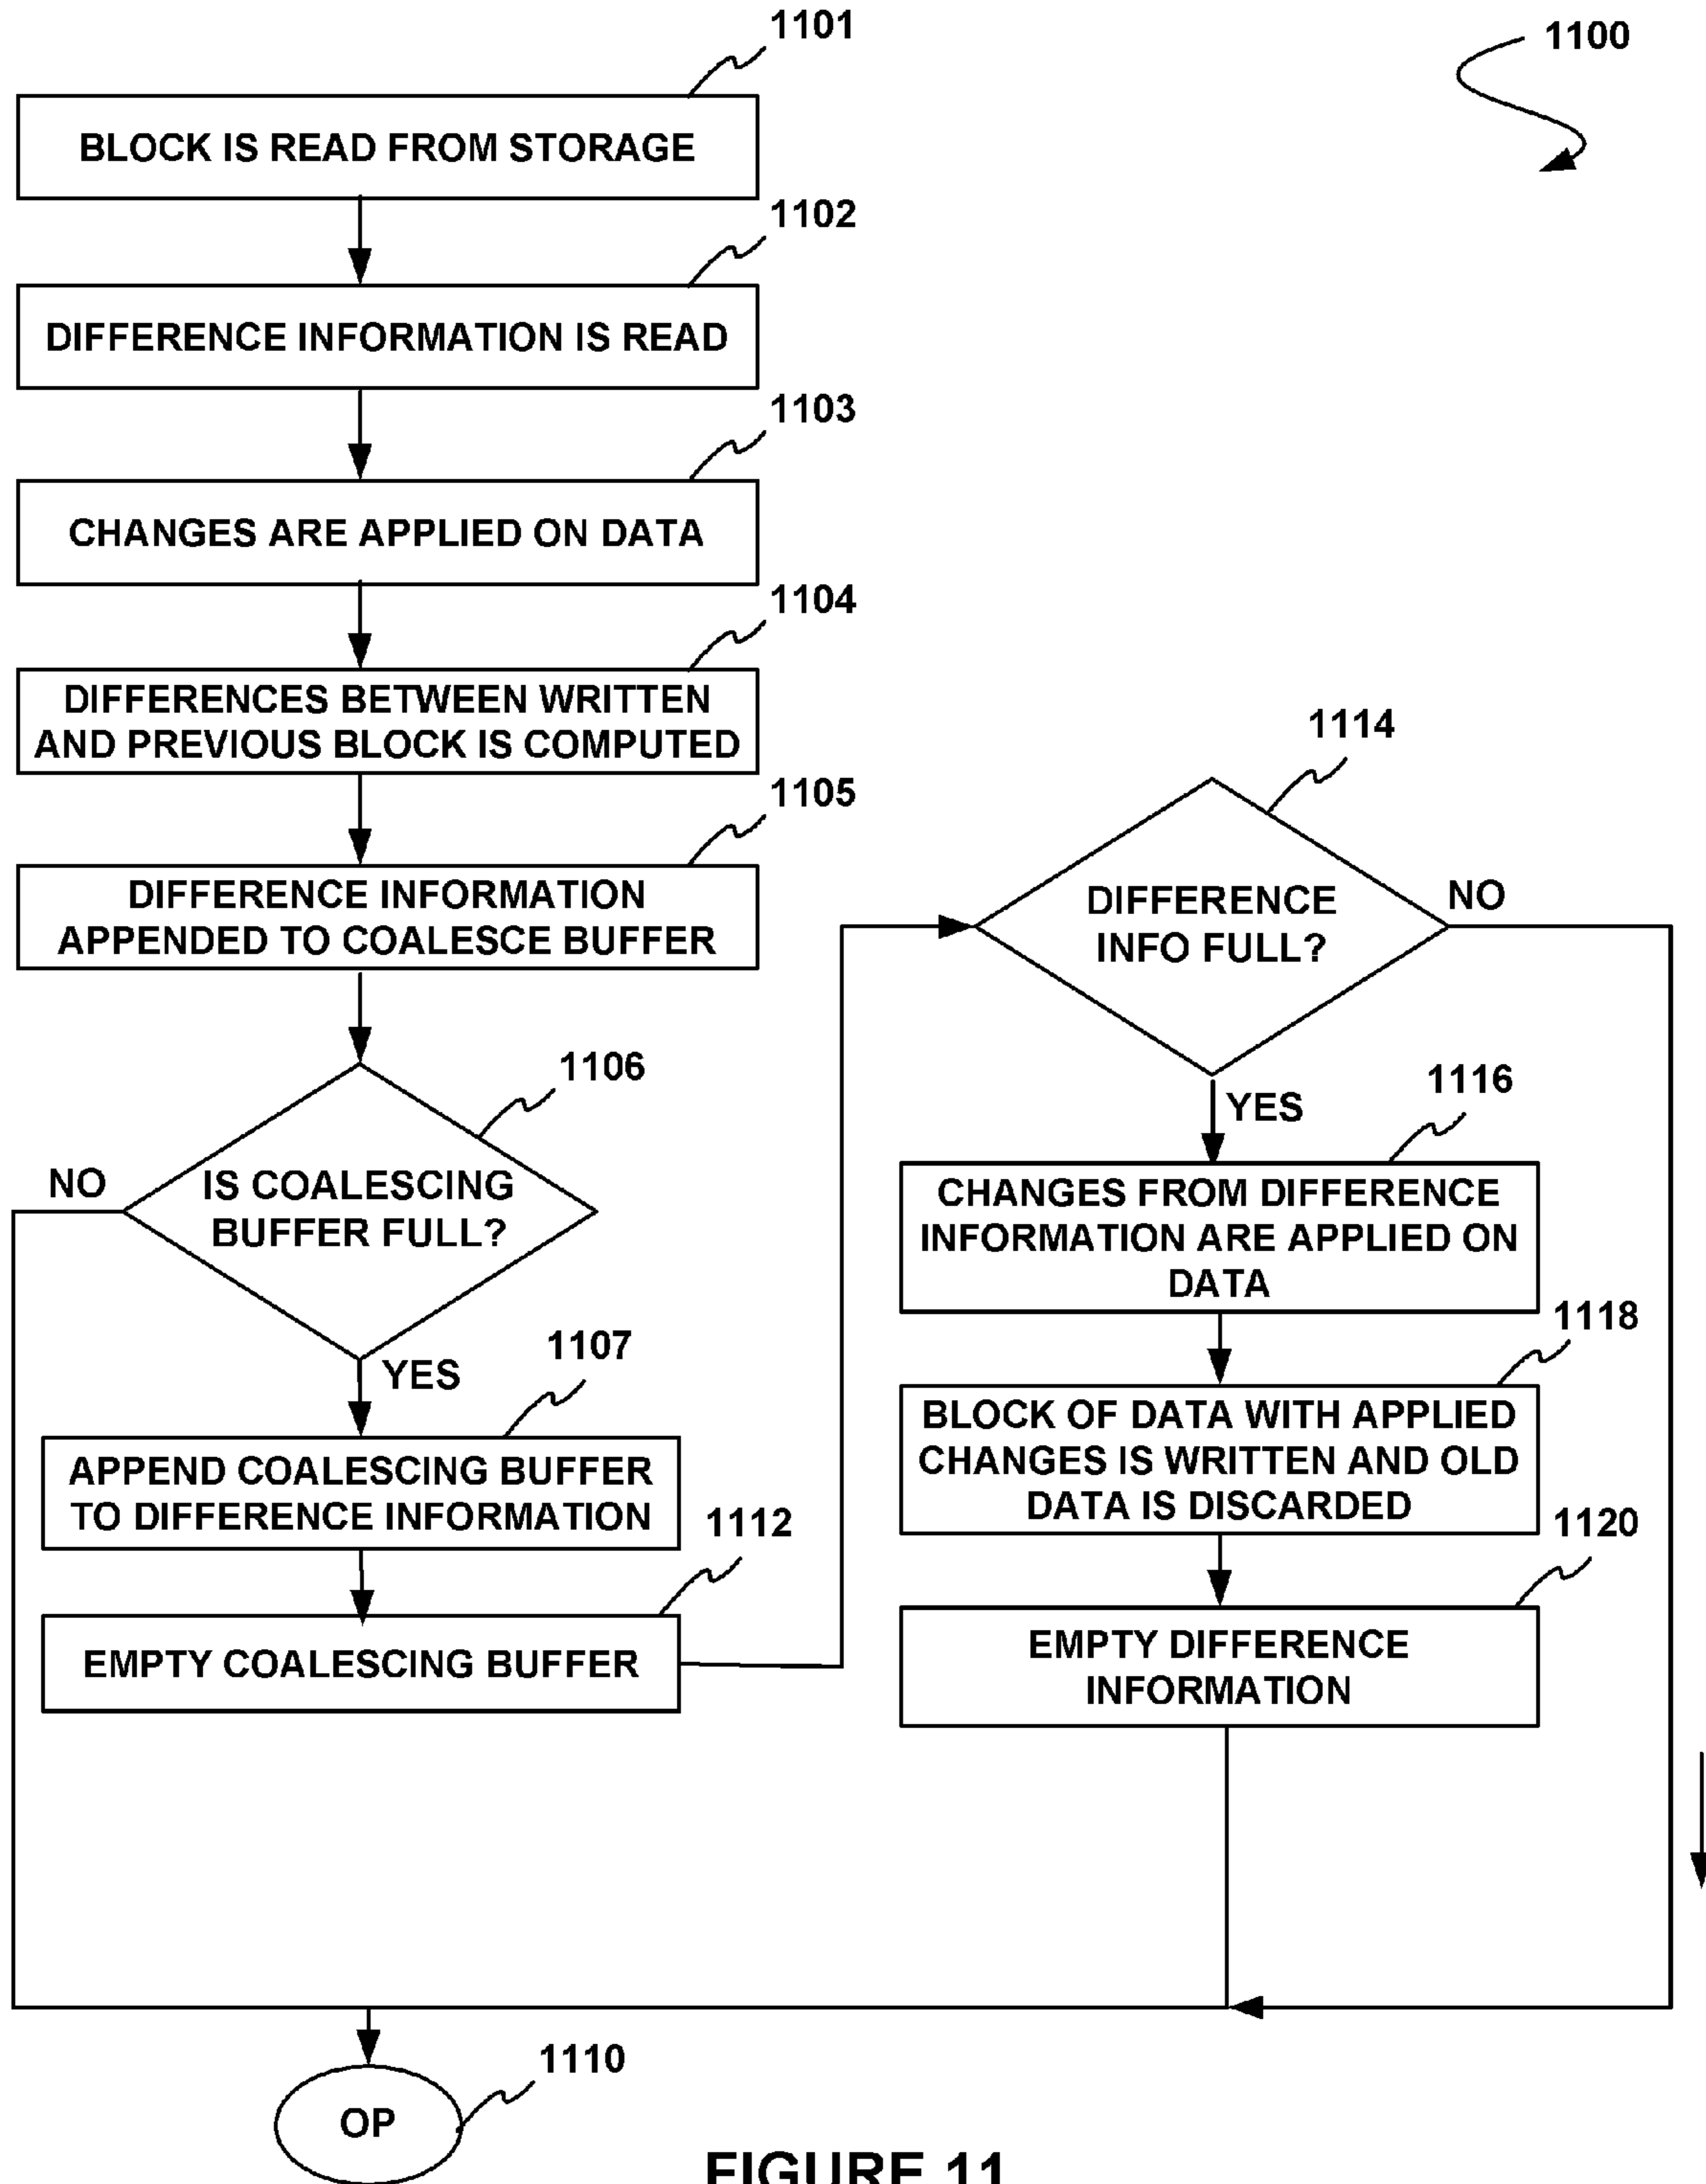 1101
1100
BLOCK IS READ FROM STORAGE
1102
DIFFERENCE INFORMATION IS READ
1103
CHANGES ARE APPLIED ON DATA
1104
DIFFERENCES BETWEEN WRITTEN
AND PREVIOUS BLOCK IS COMPUTED
1105
DIFFERENCE INFORMATION
APPENDED TO COALESCE BUFFER
1106
IS COALESCING
BUFFER FULL?
NO
YES
1107
APPEND COALESCING BUFFER
TO DIFFERENCE INFORMATION
1112
EMPTY COALESCING BUFFER
1114
DIFFERENCE
INFO FULL?
NO
YES
1116
CHANGES FROM DIFFERENCE
INFORMATION ARE APPLIED ON
DATA
1118
BLOCK OF DATA WITH APPLIED
CHANGES IS WRITTEN AND OLD
DATA IS DISCARDED
1120
EMPTY DIFFERENCE
INFORMATION
1110
OP
FIGURE 11